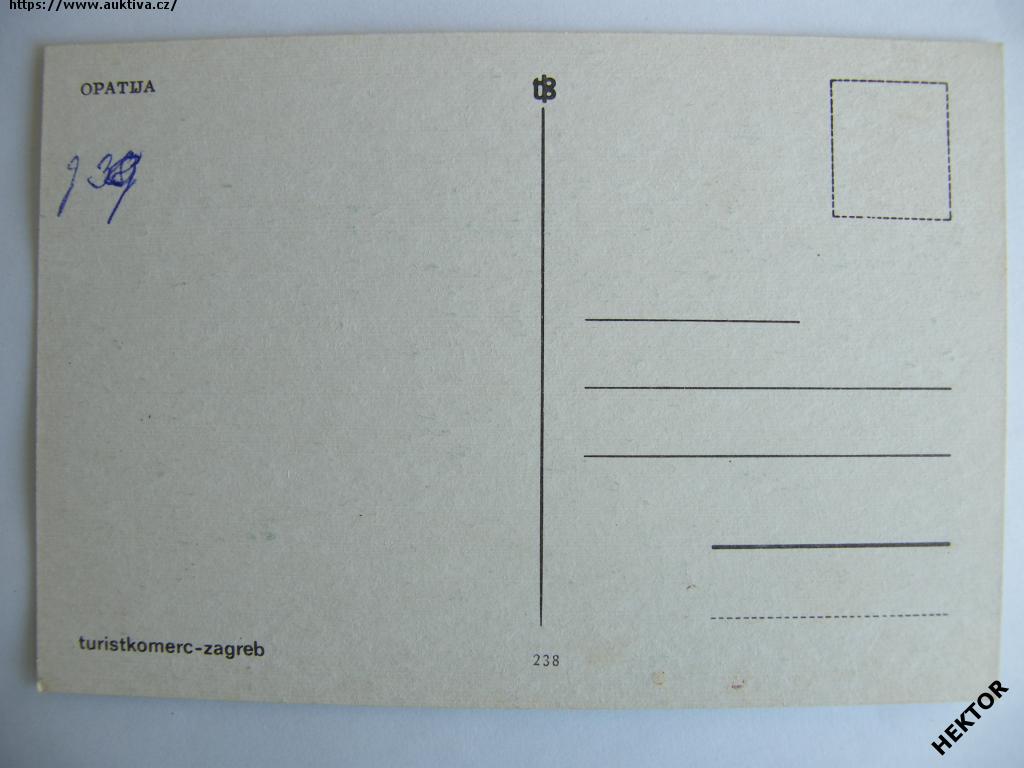 https://www.auktiva.cz/
OPATIJA
turistkomerc-zagreb
238
HEKTOR